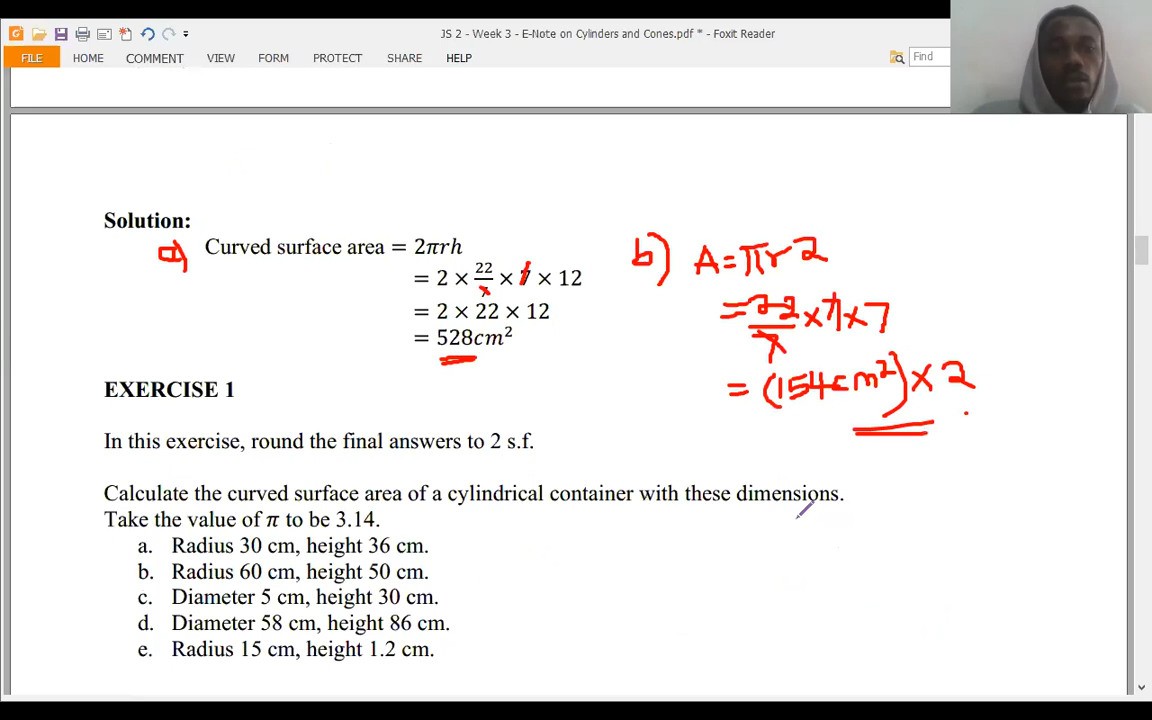 JS 2 - Week 3 - E-Note on Cylinders and Cones.pdf * - Foxit Reader
FILE HOME COMMENT VIEW FORM PROTECT SHARE HELP Find
Solution:
a) Curved surface area = 2πrh
= 2 × 22/7 × 7 × 12
= 2 × 22 × 12
= 528cm²
b) A = πr²
= 22/7 × 7 × 7
= (154cm²) × 2
EXERCISE 1
In this exercise, round the final answers to 2 s.f.
Calculate the curved surface area of a cylindrical container with these dimensions.
Take the value of π to be 3.14.
a. Radius 30 cm, height 36 cm.
b. Radius 60 cm, height 50 cm.
c. Diameter 5 cm, height 30 cm.
d. Diameter 58 cm, height 86 cm.
e. Radius 15 cm, height 1.2 cm.